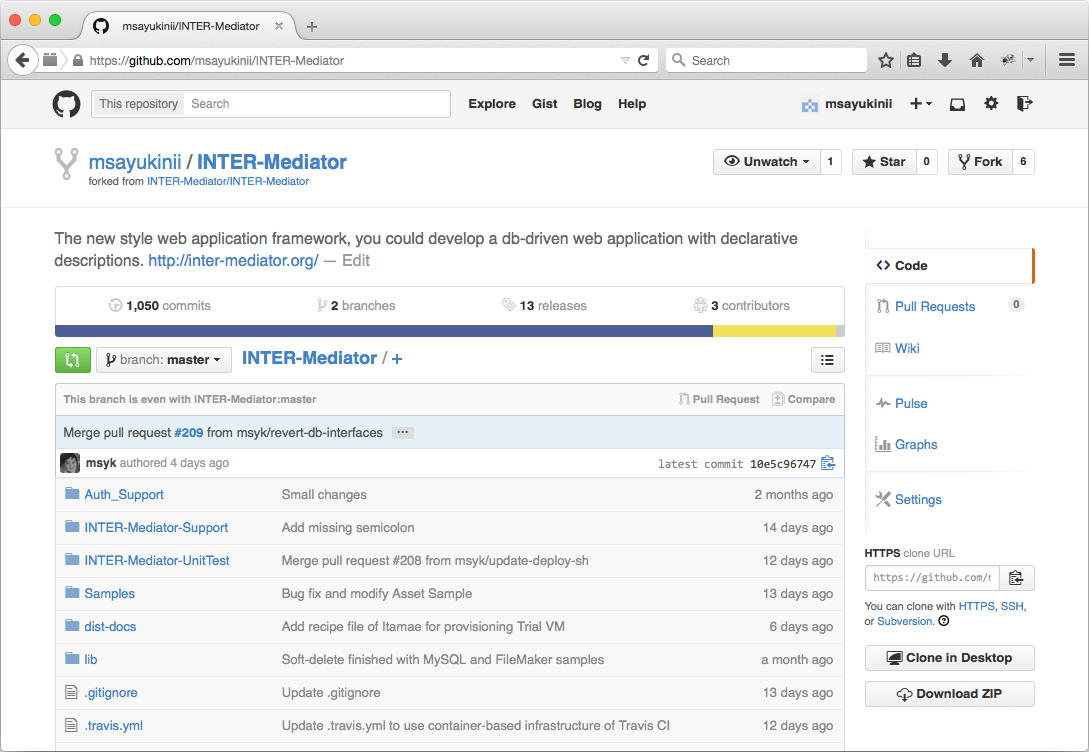 msayukinii/INTER-Mediator
https://github.com/msayukinii/INTER-Mediator
Search
This repository Search
Explore Gist Blog Help
msayukinii
msayukinii / INTER-Mediator
forked from INTER-Mediator/INTER-Mediator
Unwatch 1 Star 0 Fork 6
The new style web application framework, you could develop a db-driven web application with declarative
descriptions. http://inter-mediator.org/ — Edit
1,050 commits 2 branches 13 releases 3 contributors
branch: master INTER-Mediator / +
This branch is even with INTER-Mediator:master Pull Request Compare
Merge pull request #209 from msyk/revert-db-interfaces ...
msyk authored 4 days ago latest commit 10e5c96747
Auth_Support Small changes 2 months ago
INTER-Mediator-Support Add missing semicolon 14 days ago
INTER-Mediator-UnitTest Merge pull request #208 from msyk/update-deploy-sh 12 days ago
Samples Bug fix and modify Asset Sample 13 days ago
dist-docs Add recipe file of Itamae for provisioning Trial VM 6 days ago
lib Soft-delete finished with MySQL and FileMaker samples a month ago
.gitignore Update .gitignore 13 days ago
.travis.yml Update .travis.yml to use container-based infrastructure of Travis CI 12 days ago
Code
Pull Requests 0
Wiki
Pulse
Graphs
Settings
HTTPS clone URL
https://github.com/
You can clone with HTTPS, SSH,
or Subversion.
Clone in Desktop
Download ZIP